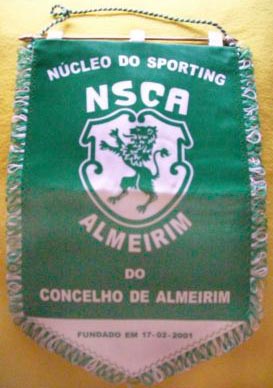 NÚCLEO DO SPORTING
NSCA
ALMEIRIM
DO
CONCELHO DE ALMEIRIM
FUNDADO EM 17-02-2001